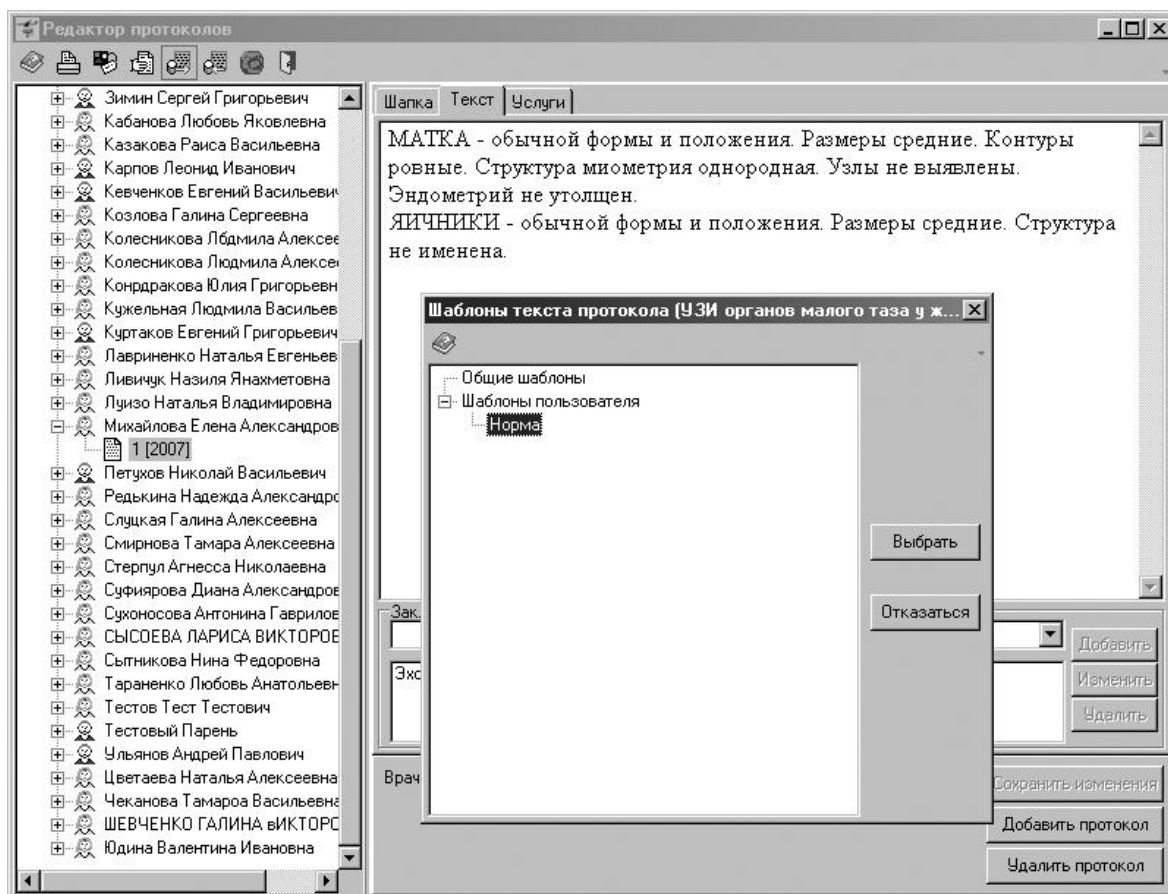 Редактор протоколов
Зимин Сергей Григорьевич
Кабанова Любовь Яковлевна
Казакова Раиса Васильевна
Карпов Леонид Иванович
Кевченков Евгений Васильевич
Козлова Галина Сергеевна
Колесникова Лбдмила Алексее
Колесникова Людмила Алексе
Конрдракова Юлия Григорьевн
Кужельная Людмила Васильев
Куртаков Евгений Григорьевич
Лавриненко Наталья Евгеньев
Ливичук Назиля Янахметовна
Луизо Наталья Владимировна
Михайлова Елена Александров
1 [2007]
Петухов Николай Васильевич
Редькина Надежда Александро
Слуцкая Галина Алексеевна
Смирнова Тамара Алексеевна
Стерпул Агнесса Николаевна
Суфиярова Диана Александров
Сухоносова Антонина Гаврилов
СЫСОЕВА ЛАРИСА ВИКТОРОВ
Сытникова Нина Федоровна
Тараненко Любовь Анатольевн
Тестов Тест Тестович
Тестовый Парень
Ульянов Андрей Павлович
Цветаева Наталья Алексеевна
Чеканова Тамароа Васильевна
ШЕВЧЕНКО ГАЛИНА вИКТОРО
Юдина Валентина Ивановна
Шапка Текст Услуги
МАТКА - обычной формы и положения. Размеры средние. Контуры
ровные. Структура миометрия однородная. Узлы не выявлены.
Эндометрий не утолщен.
ЯИЧНИКИ - обычной формы и положения. Размеры средние. Структура
не именена.
Шаблоны текста протокола (УЗИ органов малого таза у ж...
Общие шаблоны
Шаблоны пользователя
Норма
Выбрать
Отказаться
Зак
Эхо
Добавить
Изменить
Удалить
Врач
Сохранить изменения
Добавить протокол
Удалить протокол